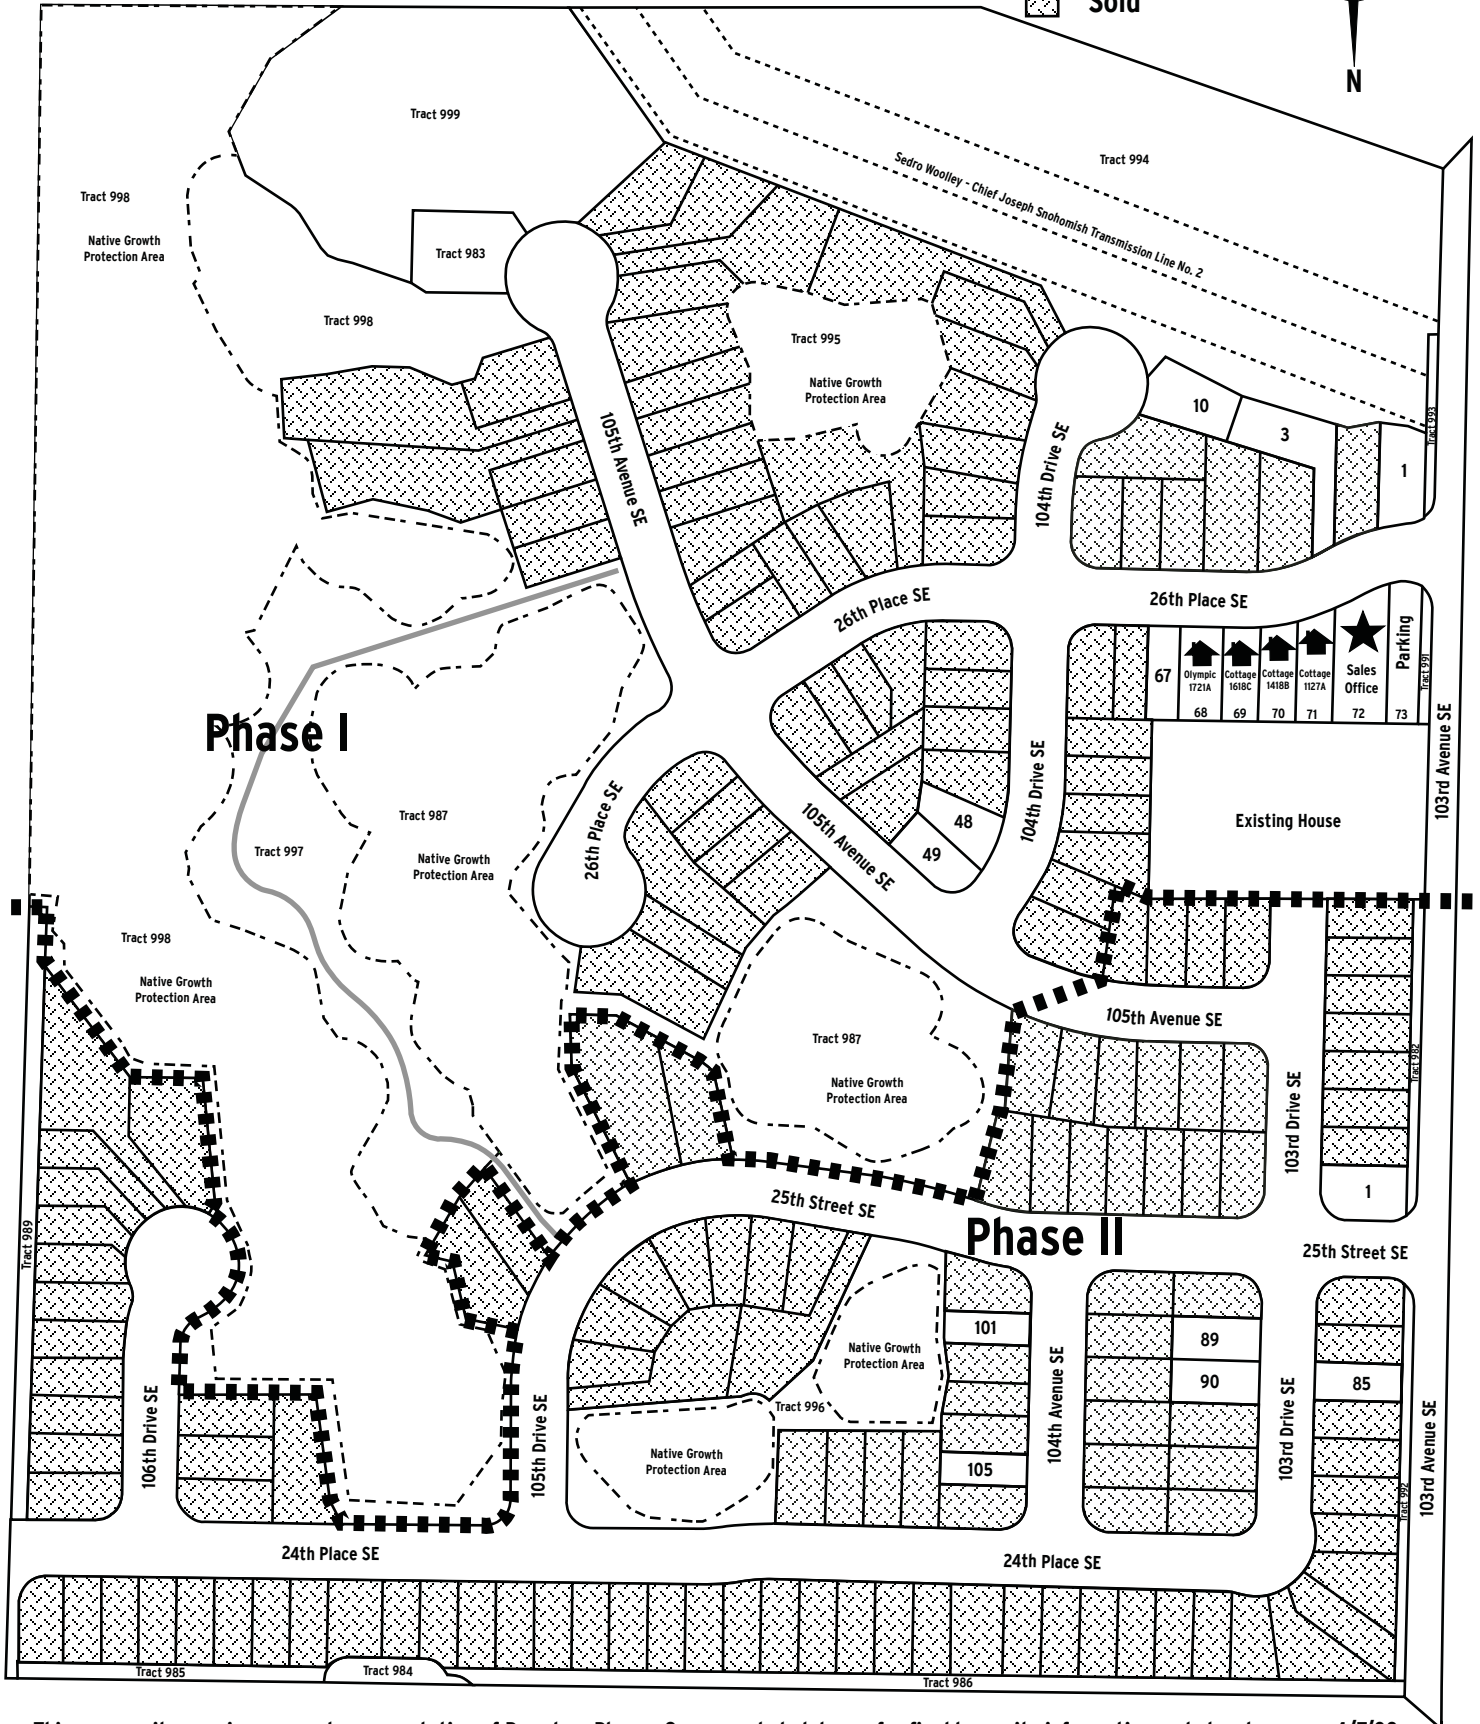 Sold
N
Tract 999
Tract 994
Sedro Woolley - Chief Joseph Snohomish Transmission Line No. 2
Tract 998
Native Growth
Protection Area
Tract 983
Tract 998
Tract 995
Native Growth
Protection Area
10
3
1
Tract 993
105th Avenue SE
104th Drive SE
26th Place SE
26th Place SE
67
Olympic
1721A
68
Cottage
1618C
69
Cottage
1418B
70
Cottage
1127A
71
Sales
Office
72
Parking
73
Tract 991
103rd Avenue SE
Phase I
Tract 987
Native Growth
Protection Area
Tract 997
26th Place SE
105th Avenue SE
104th Drive SE
48
49
Existing House
Tract 998
Native Growth
Protection Area
Tract 987
Native Growth
Protection Area
105th Avenue SE
103rd Drive SE
Tract 982
1
Tract 989
25th Street SE
Phase II
25th Street SE
101
89
90
85
Native Growth
Protection Area
Tract 996
Native Growth
Protection Area
105
106th Drive SE
105th Drive SE
104th Avenue SE
103rd Drive SE
Tract 992
103rd Avenue SE
24th Place SE
24th Place SE
Tract 985
Tract 984
Tract 986